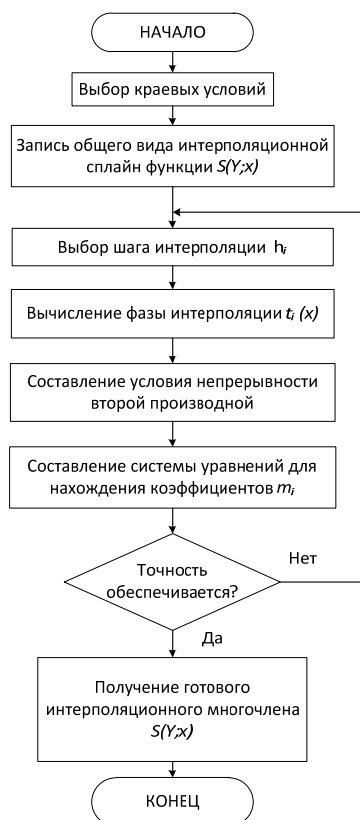 НАЧАЛО
Выбор краевых условий
Запись общего вида интерполяционной
сплайн функции S(Y;x)
Выбор шага интерполяции hᵢ
Вычисление фазы интерполяции tᵢ (x)
Составление условия непрерывности
второй производной
Составление системы уравнений для
нахождения коэффициентов mᵢ
Точность
обеспечивается?
Нет
Да
Получение готового
интерполяционного многочлена
S(Y;x)
КОНЕЦ